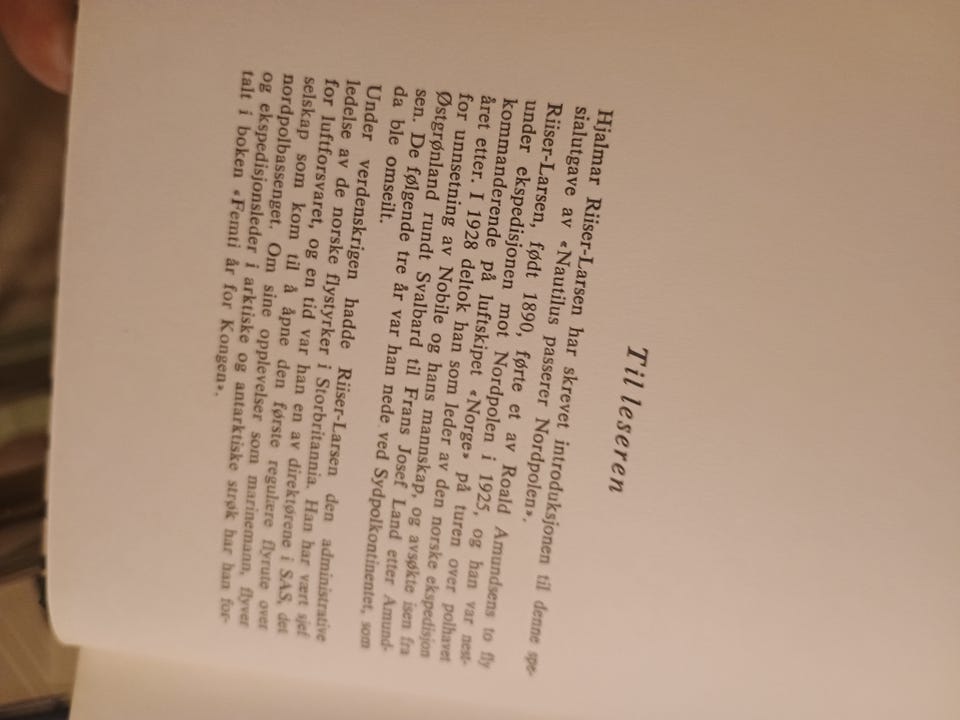 Til leseren
Hjalmar Riiser-Larsen har skrevet introduksjonen til denne spe-
sialutgave av «Nautilus passerer Nordpolen».
Riiser-Larsen, født 1890, førte et av Roald Amundsens to fly
under ekspedisjonen mot Nordpolen i 1925, og han var nest-
kommanderende på luftskipet «Norge» på turen over polhavet
året etter. I 1928 deltok han som leder av den norske ekspedisjon
for unnsetning av Nobile og hans mannskap, og avsøkte isen fra
Østgrønland rundt Svalbard til Frans Josef Land etter Amund-
sen. De følgende tre år var han nede ved Sydpolkontinentet, som
da ble omseilt.
Under verdenskrigen hadde Riiser-Larsen den administrative
ledelse av de norske flystyrker i Storbritannia. Han har vært sjef
for luftforsvaret, og en tid var han en av direktørene i SAS, det
selskap som kom til å åpne den første regulære flyrute over
nordpolbassenget. Om sine opplevelser som marinemann, flyver
og ekspedisjonsleder i arktiske og antarktiske strøk har han for-
talt i boken «Femti år for Kongen».